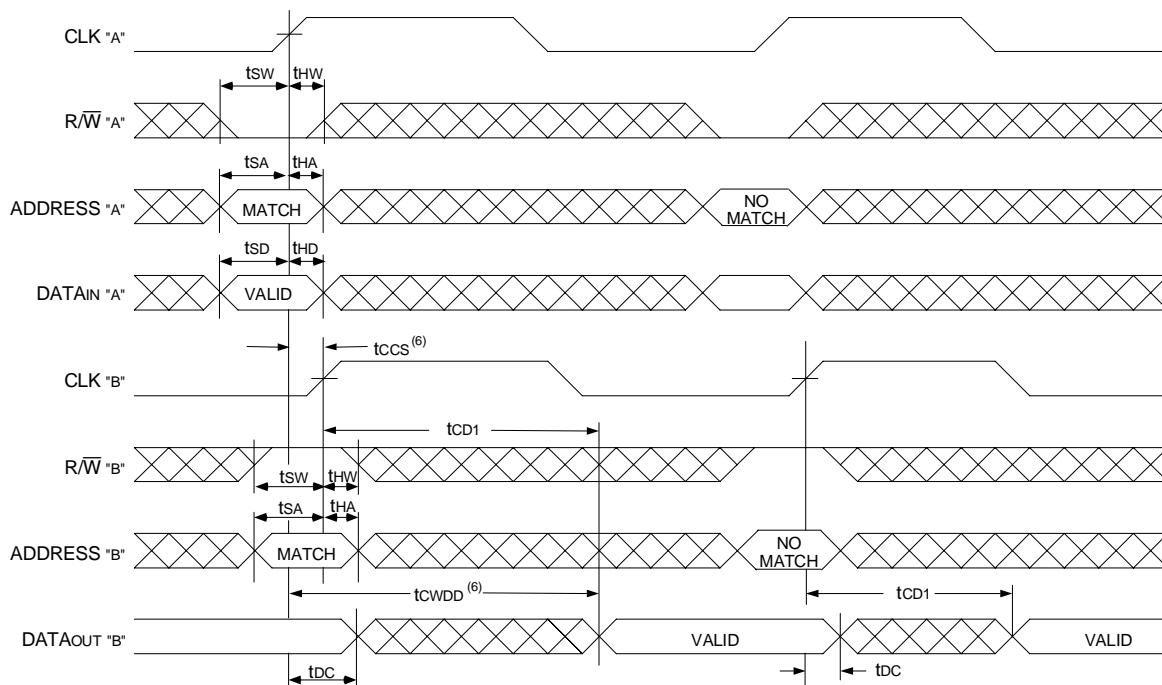 CLK "A"
tSW tHW
R/W̅ "A"
tSA tHA
ADDRESS "A" MATCH NO MATCH
tSD tHD
DATAIN "A" VALID
tCCS (6)
CLK "B"
tCD1
R/W̅ "B"
tSW tHW
tSA tHA
ADDRESS "B" MATCH NO MATCH
tCWDD (6) tCD1
DATAOUT "B" VALID VALID
tDC tDC